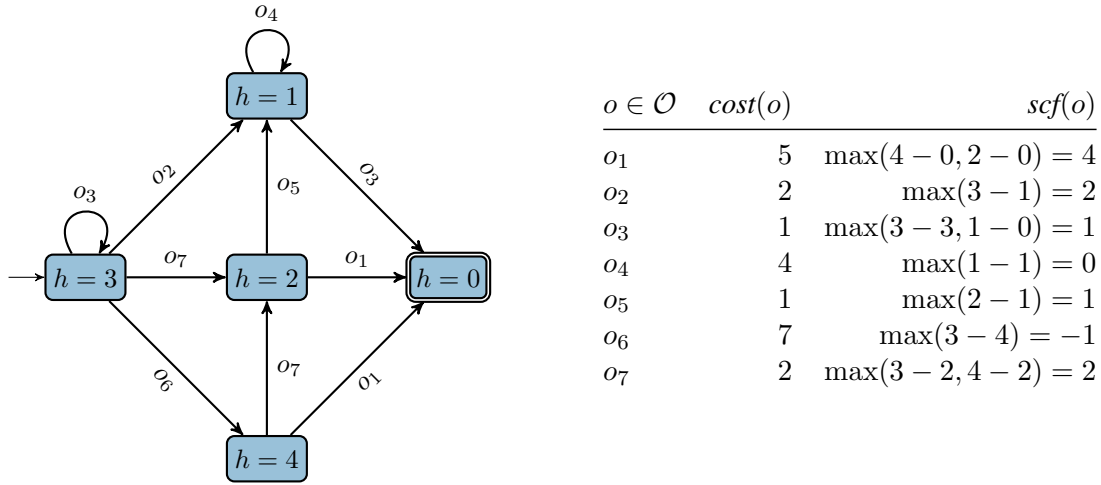 o₄
h = 1
o₂
o₃
o₅
o₃
h = 3
o₇
h = 2
o₁
h = 0
o₆
o₇
o₁
h = 4
o ∈ 𝒪 cost(o) scf(o)
o₁ 5 max(4 − 0, 2 − 0) = 4
o₂ 2 max(3 − 1) = 2
o₃ 1 max(3 − 3, 1 − 0) = 1
o₄ 4 max(1 − 1) = 0
o₅ 1 max(2 − 1) = 1
o₆ 7 max(3 − 4) = −1
o₇ 2 max(3 − 2, 4 − 2) = 2